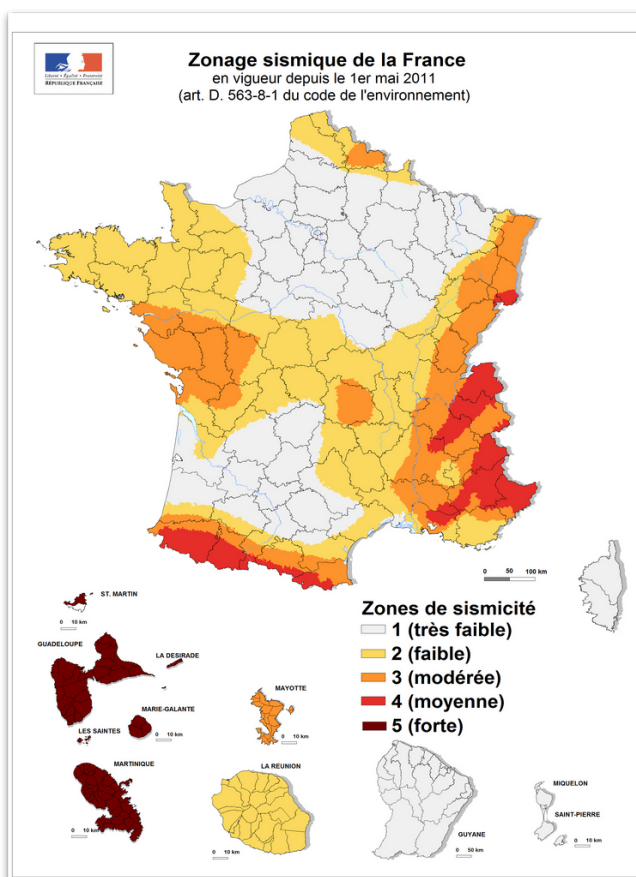 Liberté • Égalité • Fraternité
RÉPUBLIQUE FRANÇAISE
Zonage sismique de la France
en vigueur depuis le 1er mai 2011
(art. D. 563-8-1 du code de l'environnement)
0 50 100 km
Zones de sismicité
1 (très faible)
2 (faible)
3 (modérée)
4 (moyenne)
5 (forte)
ST. MARTIN
0 10 km
GUADELOUPE
LA DESIRADE
MARIE-GALANTE
0 10 km
LES SAINTES
0 10 km
MAYOTTE
0 10 km
MARTINIQUE
0 10 km
LA REUNION
0 10 km
GUYANE
0 50 km
MIQUELON
SAINT-PIERRE
0 10 km